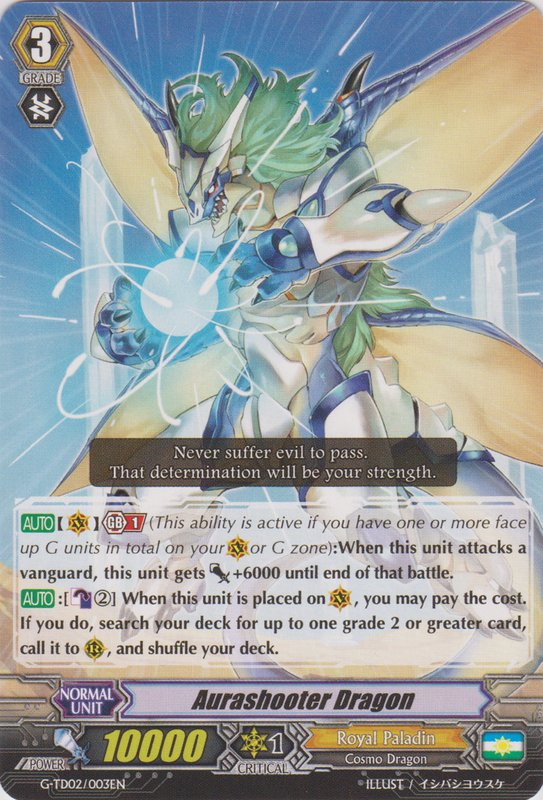 3
GRADE
Never suffer evil to pass.
That determination will be your strength.
AUTO【 V 】GB 1 (This ability is active if you have one or more face
up G units in total on your V or G zone):When this unit attacks a
vanguard, this unit gets +6000 until end of that battle.
AUTO:[②] When this unit is placed on V, you may pay the cost.
If you do, search your deck for up to one grade 2 or greater card,
call it to R, and shuffle your deck.
NORMAL
UNIT
Aurashooter Dragon
POWER 10000
1
CRITICAL
Royal Paladin
Cosmo Dragon
G-TD02/003EN
ILLUST / イシバシヨウスケ